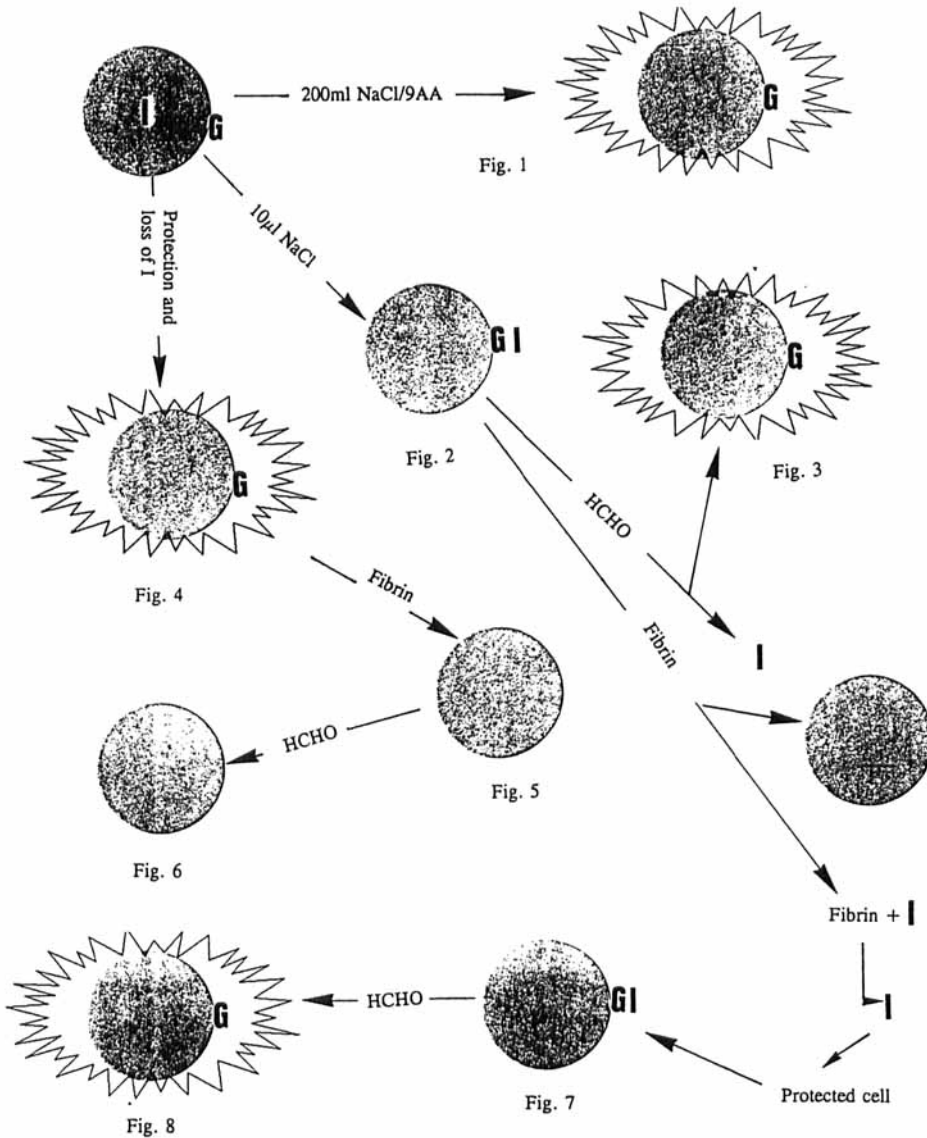 I
G
200ml NaCl/9AA
G
Fig. 1
Protection and
loss of I
10μl NaCl
G I
Fig. 2
G
Fig. 3
G
Fig. 4
HCHO
Fibrin
Fibrin
I
HCHO
Fig. 5
Fig. 6
Fibrin + I
G
HCHO
GI
I
Fig. 7
Protected cell
Fig. 8